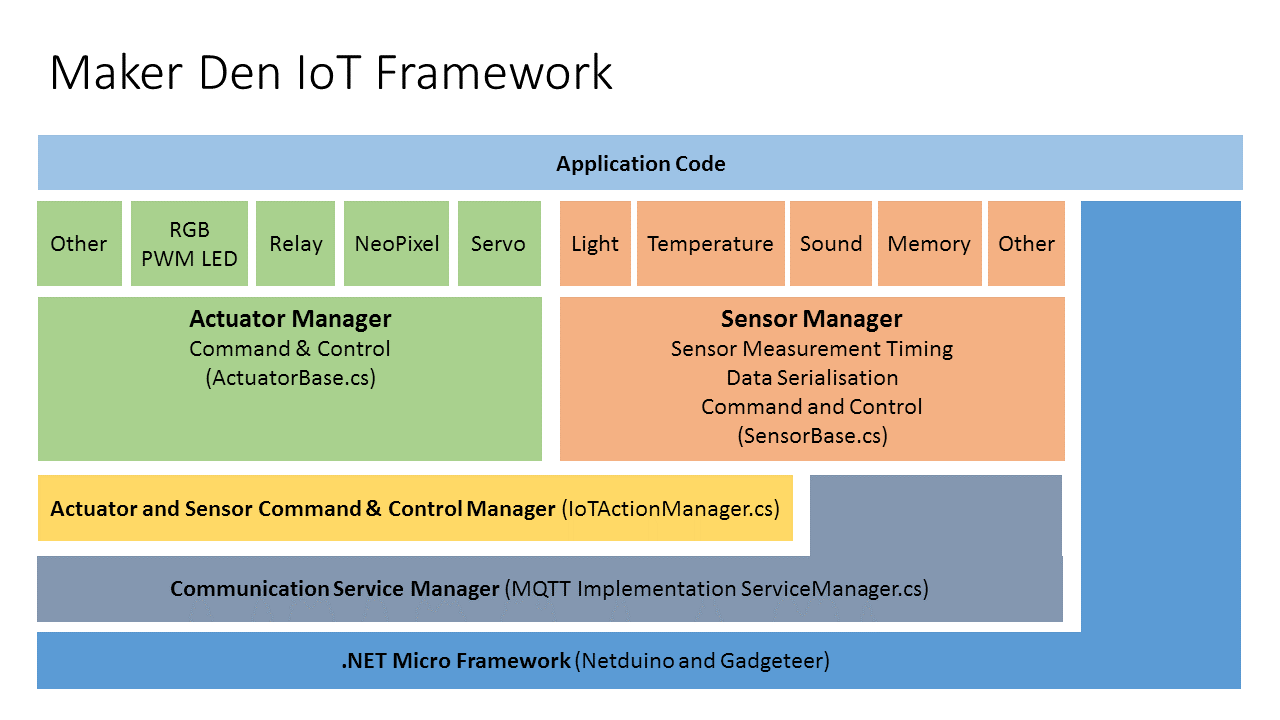 Maker Den IoT Framework
Application Code
Other
RGB
PWM LED
Relay
NeoPixel
Servo
Light
Temperature
Sound
Memory
Other
Actuator Manager
Command & Control
(ActuatorBase.cs)
Sensor Manager
Sensor Measurement Timing
Data Serialisation
Command and Control
(SensorBase.cs)
Actuator and Sensor Command & Control Manager (IoTActionManager.cs)
Communication Service Manager (MQTT Implementation ServiceManager.cs)
.NET Micro Framework (Netduino and Gadgeteer)